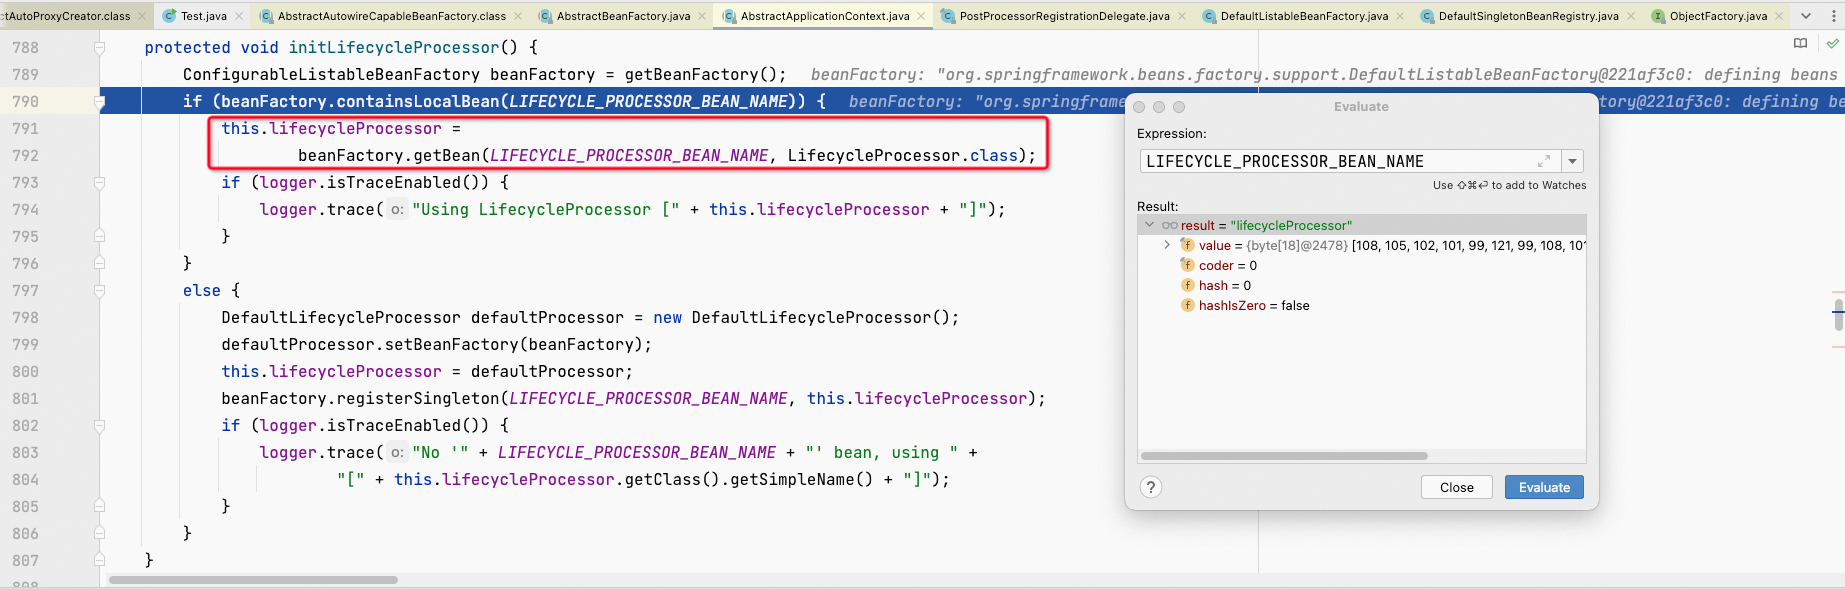 ctAutoProxyCreator.class
Test.java
AbstractAutowireCapableBeanFactory.class
AbstractBeanFactory.java
AbstractApplicationContext.java
PostProcessorRegistrationDelegate.java
DefaultListableBeanFactory.java
DefaultSingletonBeanRegistry.java
ObjectFactory.java
788 protected void initLifecycleProcessor() {
789 ConfigurableListableBeanFactory beanFactory = getBeanFactory(); beanFactory: "org.springframework.beans.factory.support.DefaultListableBeanFactory@221af3c0: defining beans
790 if (beanFactory.containsLocalBean(LIFECYCLE_PROCESSOR_BEAN_NAME)) { beanFactory: "org.springframe tory@221af3c0: defining be
791 this.lifecycleProcessor =
792 beanFactory.getBean(LIFECYCLE_PROCESSOR_BEAN_NAME, LifecycleProcessor.class);
793 if (logger.isTraceEnabled()) {
794 logger.trace( o: "Using LifecycleProcessor [" + this.lifecycleProcessor + "]");
795 }
796 }
797 else {
798 DefaultLifecycleProcessor defaultProcessor = new DefaultLifecycleProcessor();
799 defaultProcessor.setBeanFactory(beanFactory);
800 this.lifecycleProcessor = defaultProcessor;
801 beanFactory.registerSingleton(LIFECYCLE_PROCESSOR_BEAN_NAME, this.lifecycleProcessor);
802 if (logger.isTraceEnabled()) {
803 logger.trace( o: "No '" + LIFECYCLE_PROCESSOR_BEAN_NAME + "' bean, using " +
804 "[" + this.lifecycleProcessor.getClass().getSimpleName() + "]");
805 }
806 }
807 }
808
Evaluate
Expression:
LIFECYCLE_PROCESSOR_BEAN_NAME
Use ⇧⌘⏎ to add to Watches
Result:
result = "lifecycleProcessor"
value = {byte[18]@2478} [108, 105, 102, 101, 99, 121, 99, 108, 101
coder = 0
hash = 0
hashIsZero = false
?
Close
Evaluate